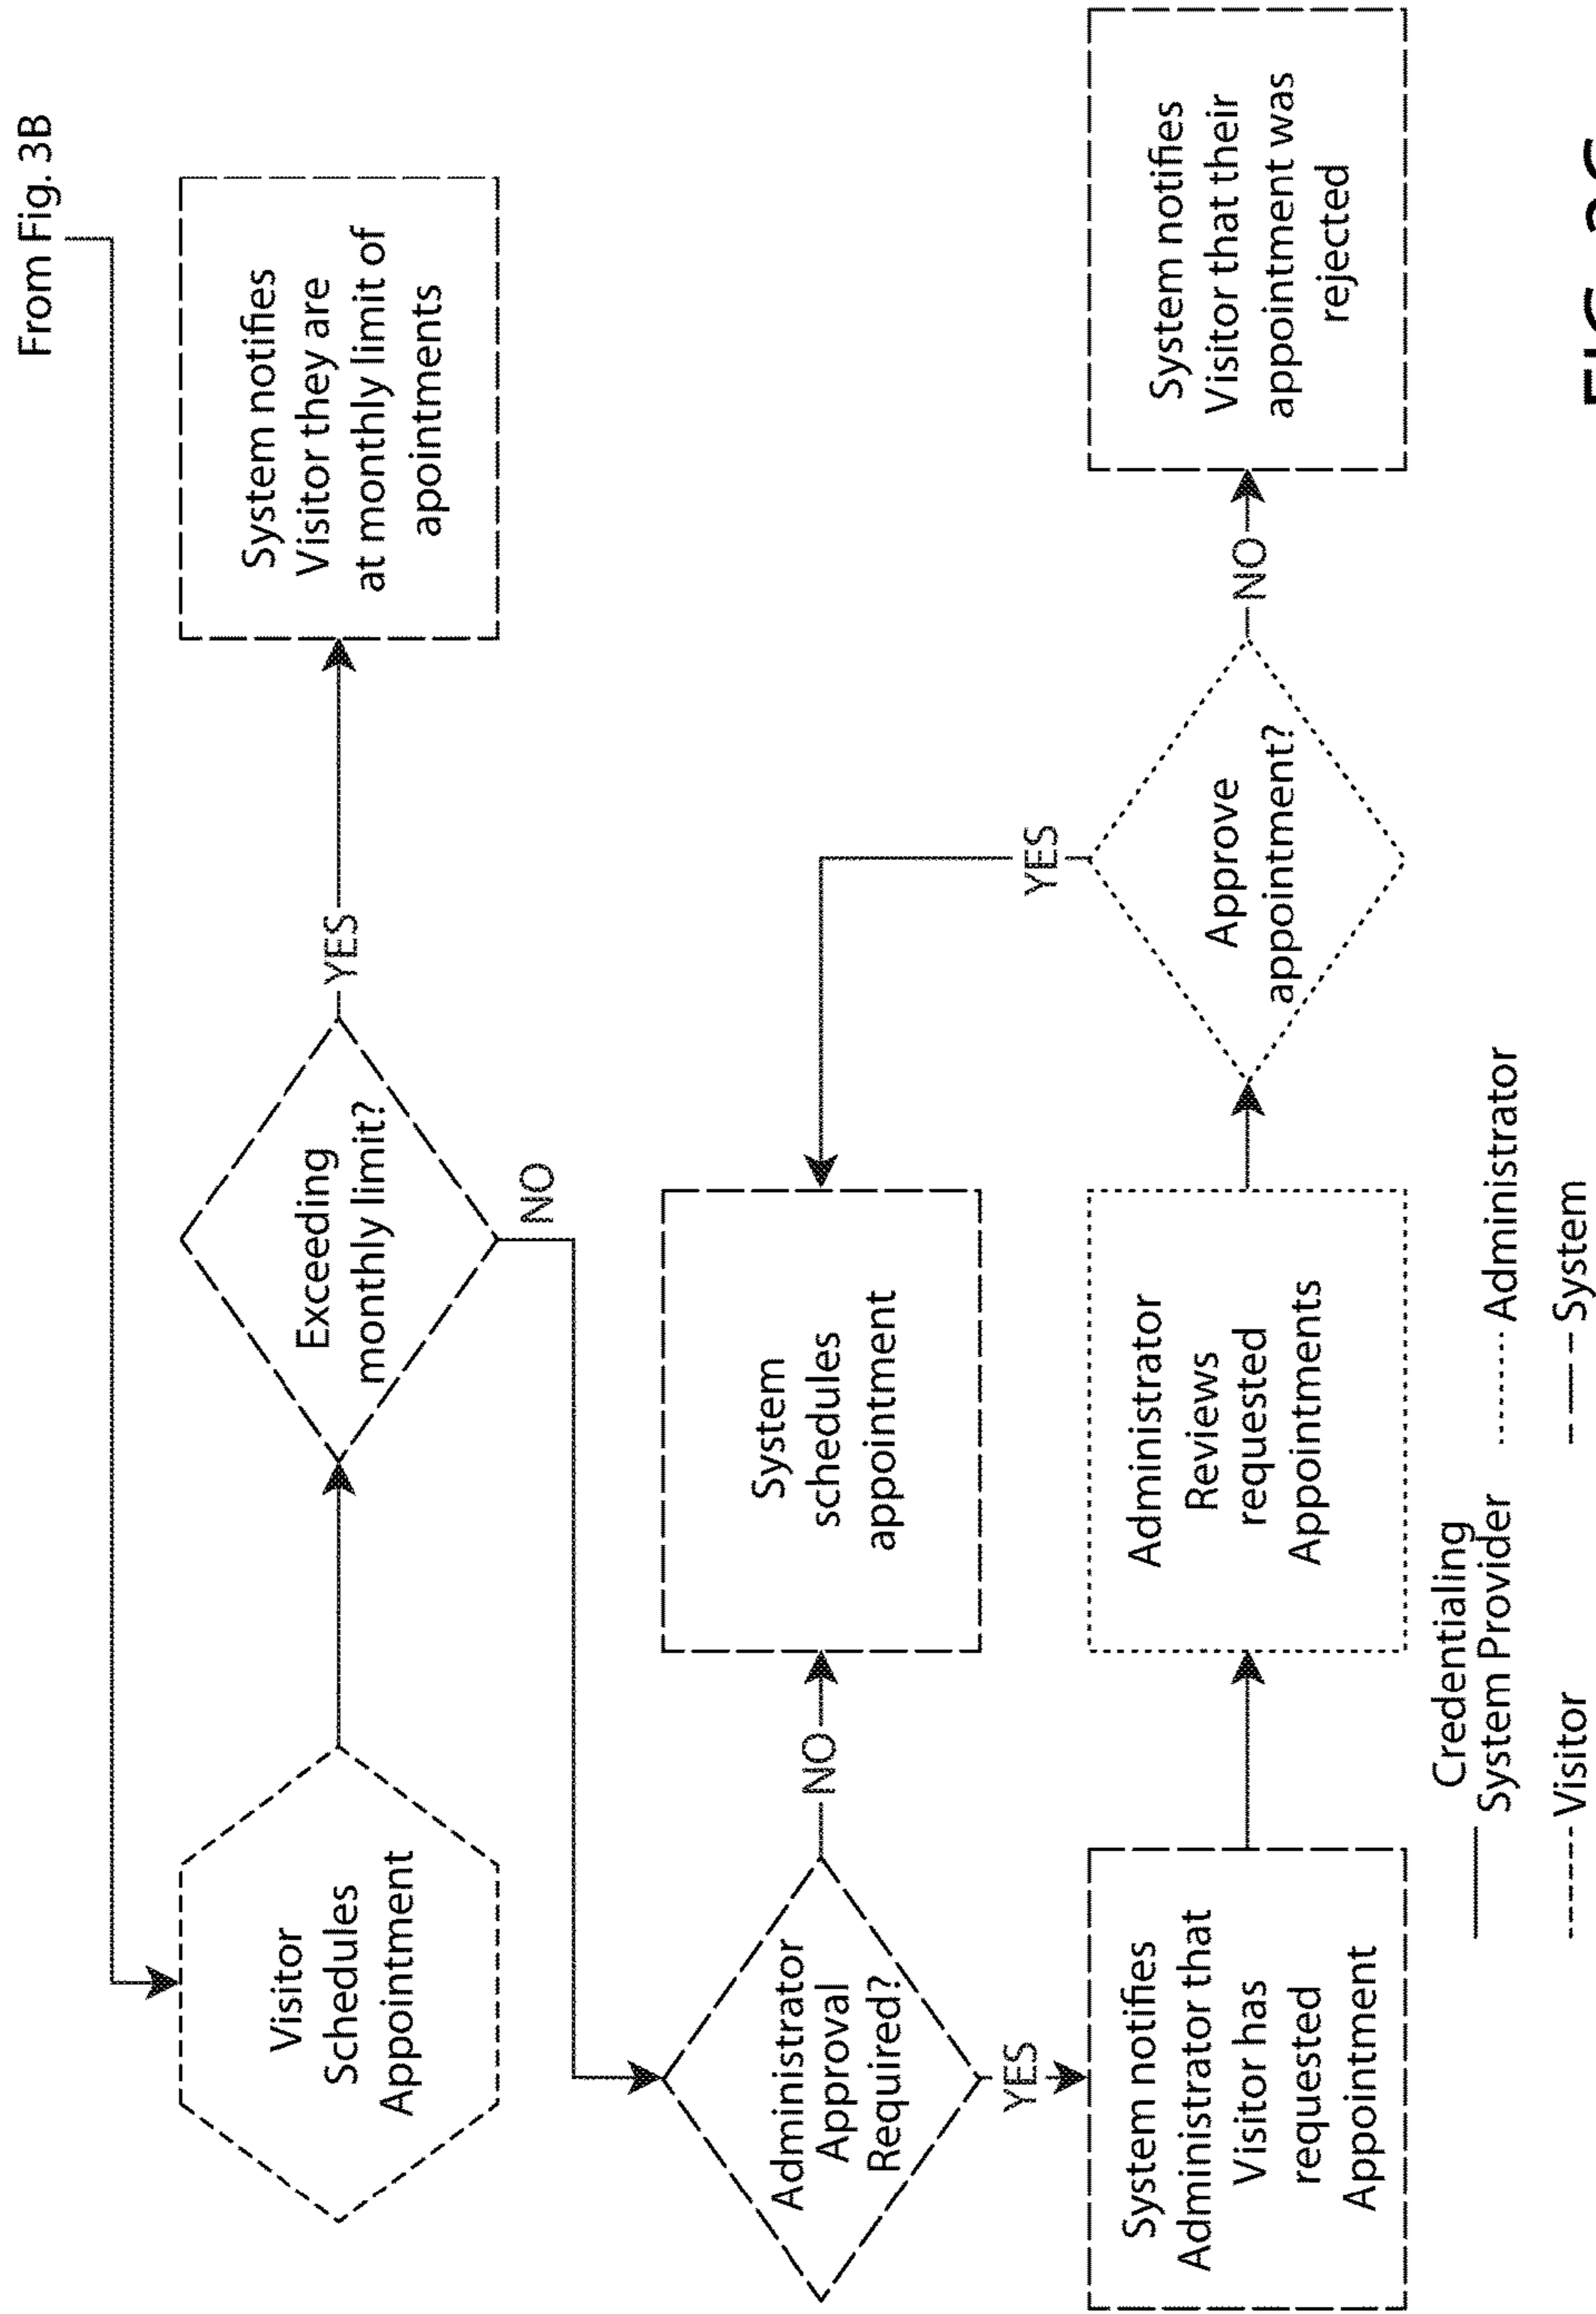 From Fig. 3B
Visitor
Schedules
Appointment
Exceeding
monthly limit?
YES
System notifies
Visitor they are
at monthly limit of
apointments
NO
Administrator
Approval
Required?
NO
System
schedules
appointment
YES
YES
System notifies
Administrator that
Visitor has
requested
Appointment
Administrator
Reviews
requested
Appointments
Approve
appointment?
NO
System notifies
Visitor that their
appointment was
rejected
Credentialing
System Provider
Administrator
Visitor
System